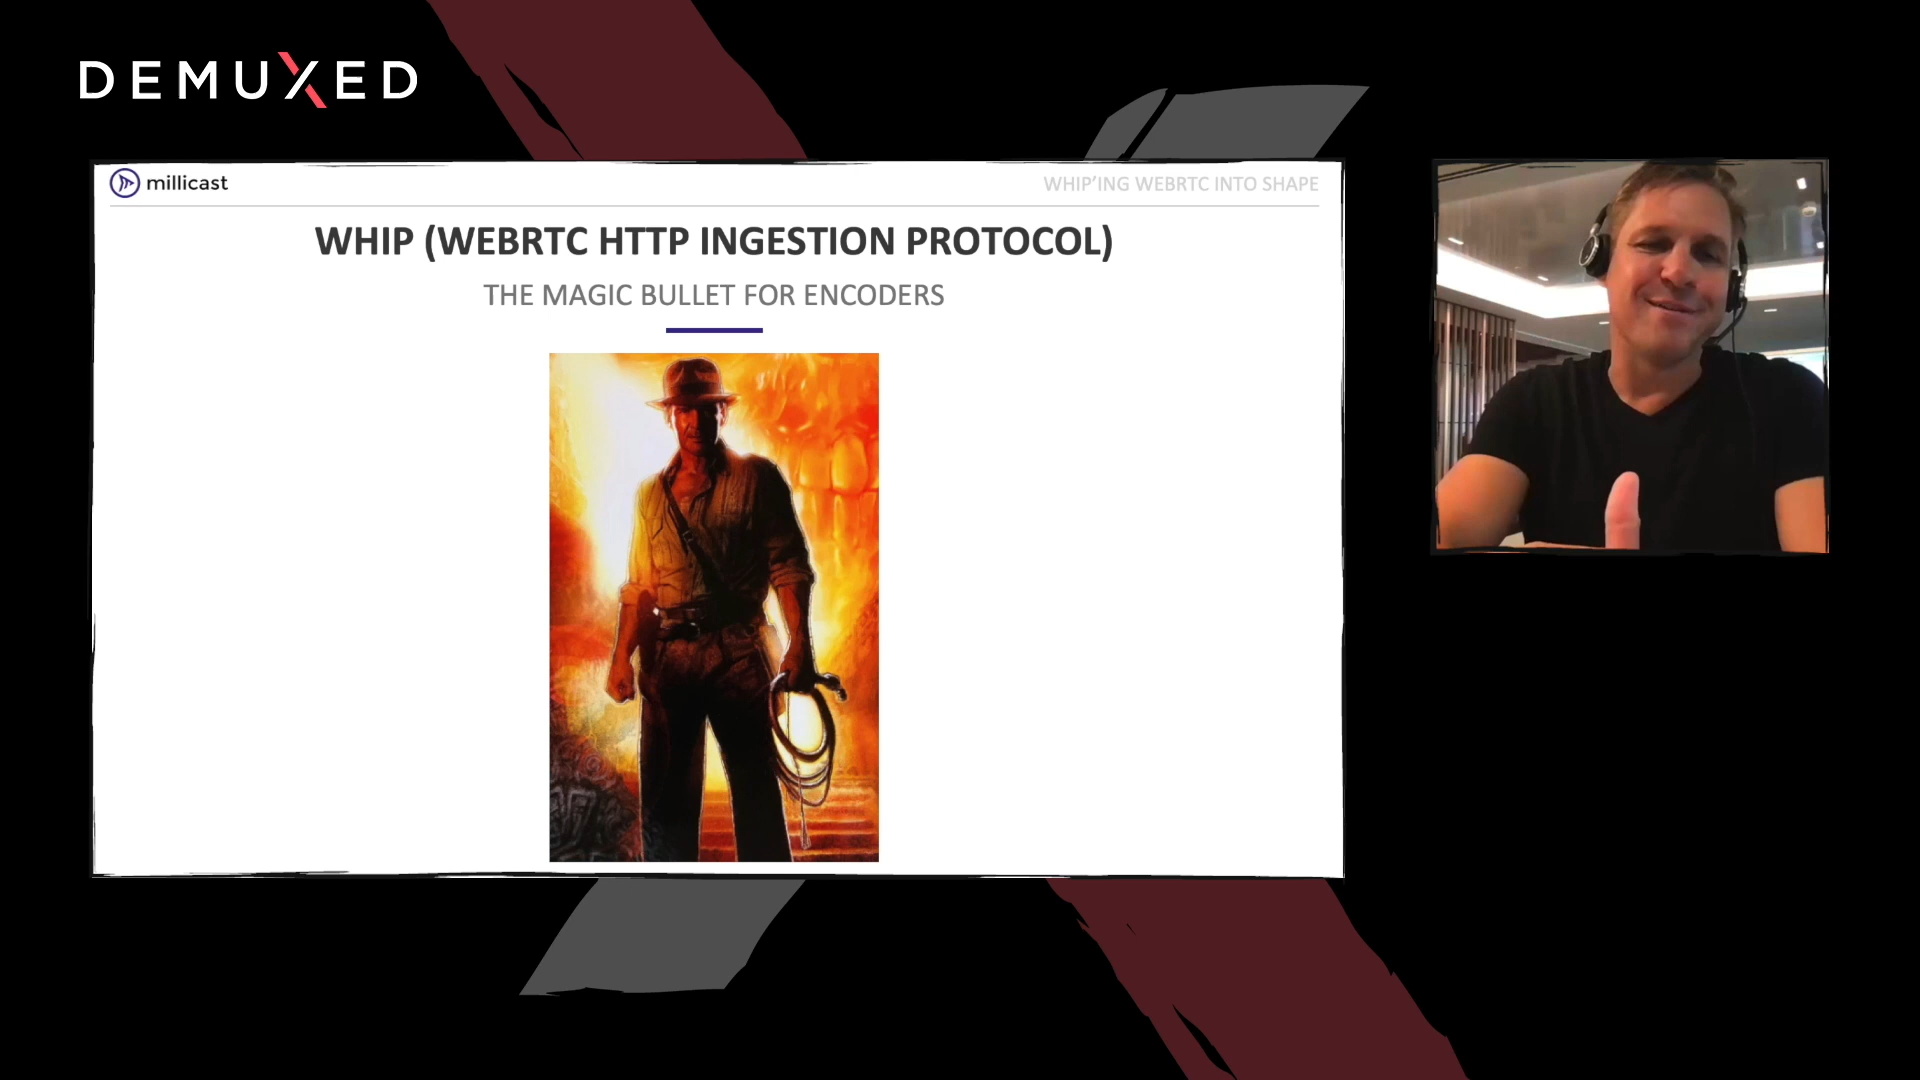 DEMUXED
millicast
WHIP'ING WEBRTC INTO SHAPE
WHIP (WEBRTC HTTP INGESTION PROTOCOL)
THE MAGIC BULLET FOR ENCODERS